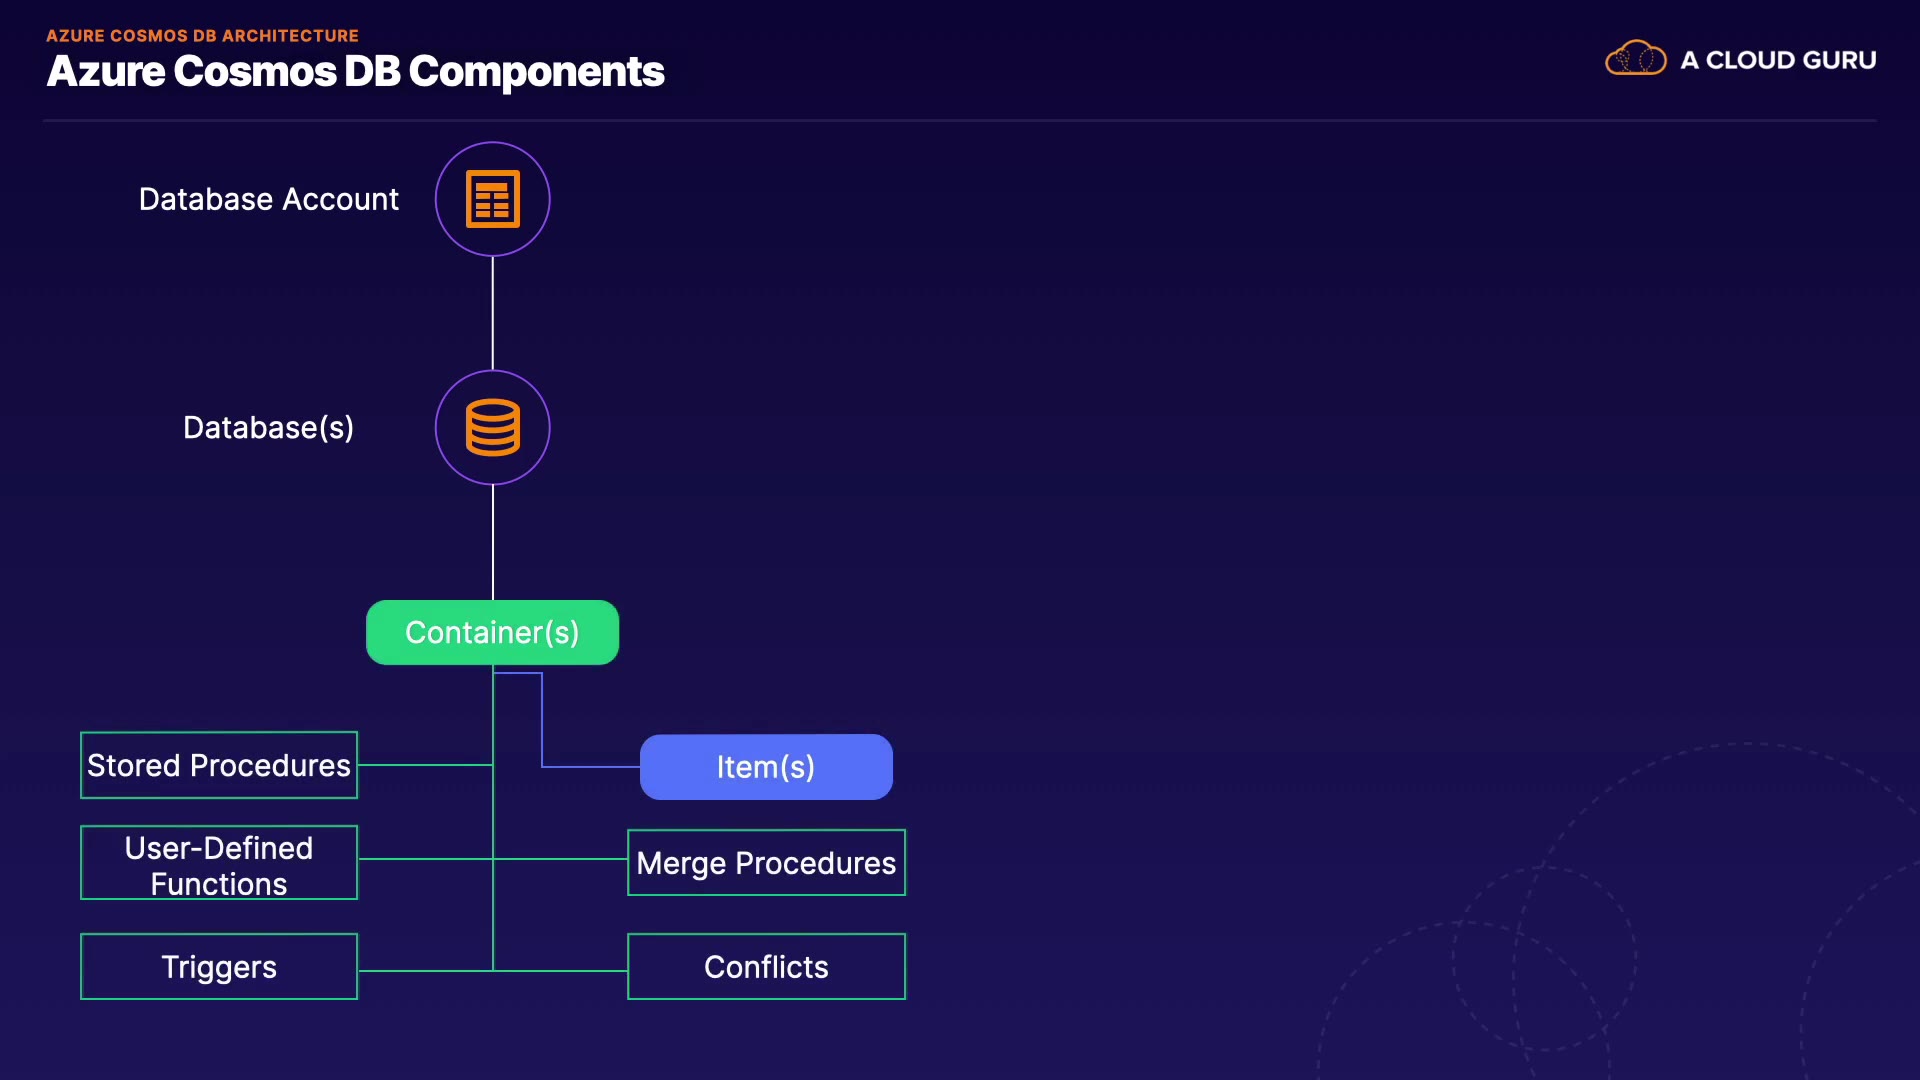 AZURE COSMOS DB ARCHITECTURE
Azure Cosmos DB Components
A CLOUD GURU
Database Account
Database(s)
Container(s)
Stored Procedures
Item(s)
User-Defined
Functions
Merge Procedures
Triggers
Conflicts